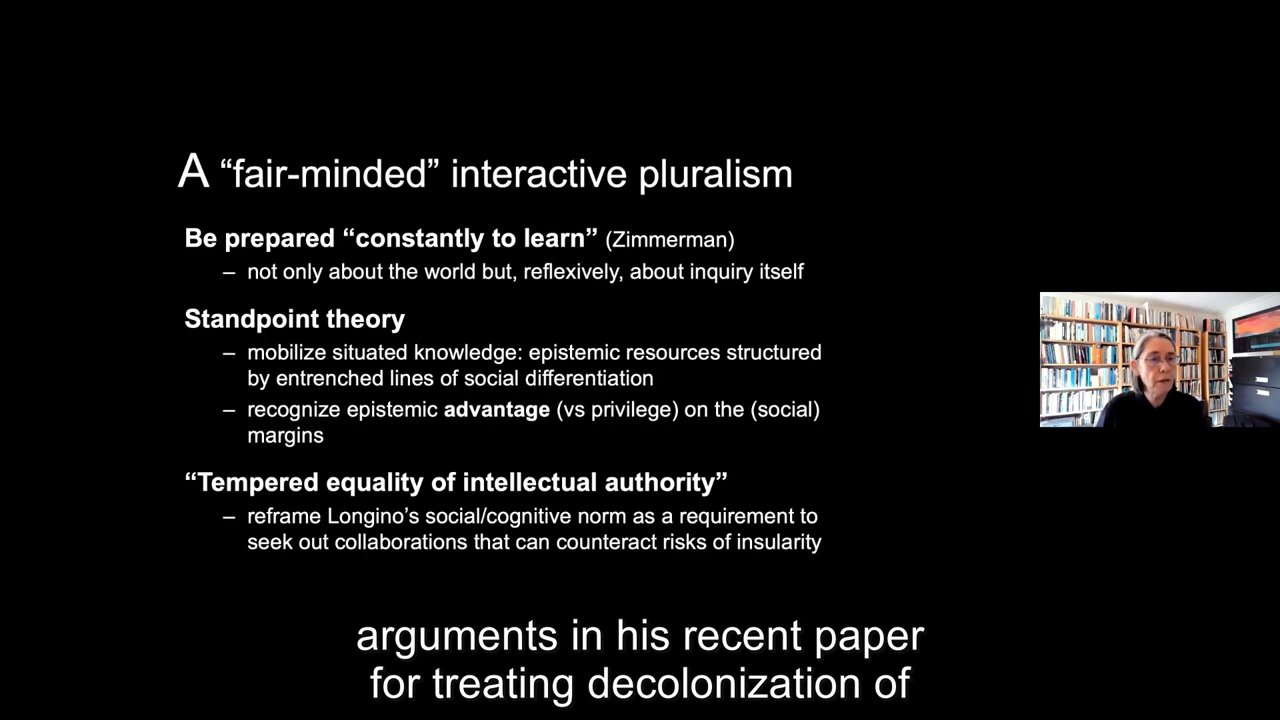 A “fair-minded” interactive pluralism
Be prepared “constantly to learn” (Zimmerman)
– not only about the world but, reflexively, about inquiry itself
Standpoint theory
– mobilize situated knowledge: epistemic resources structured
by entrenched lines of social differentiation
– recognize epistemic advantage (vs privilege) on the (social)
margins
“Tempered equality of intellectual authority”
– reframe Longino’s social/cognitive norm as a requirement to
seek out collaborations that can counteract risks of insularity
arguments in his recent paper
for treating decolonization of